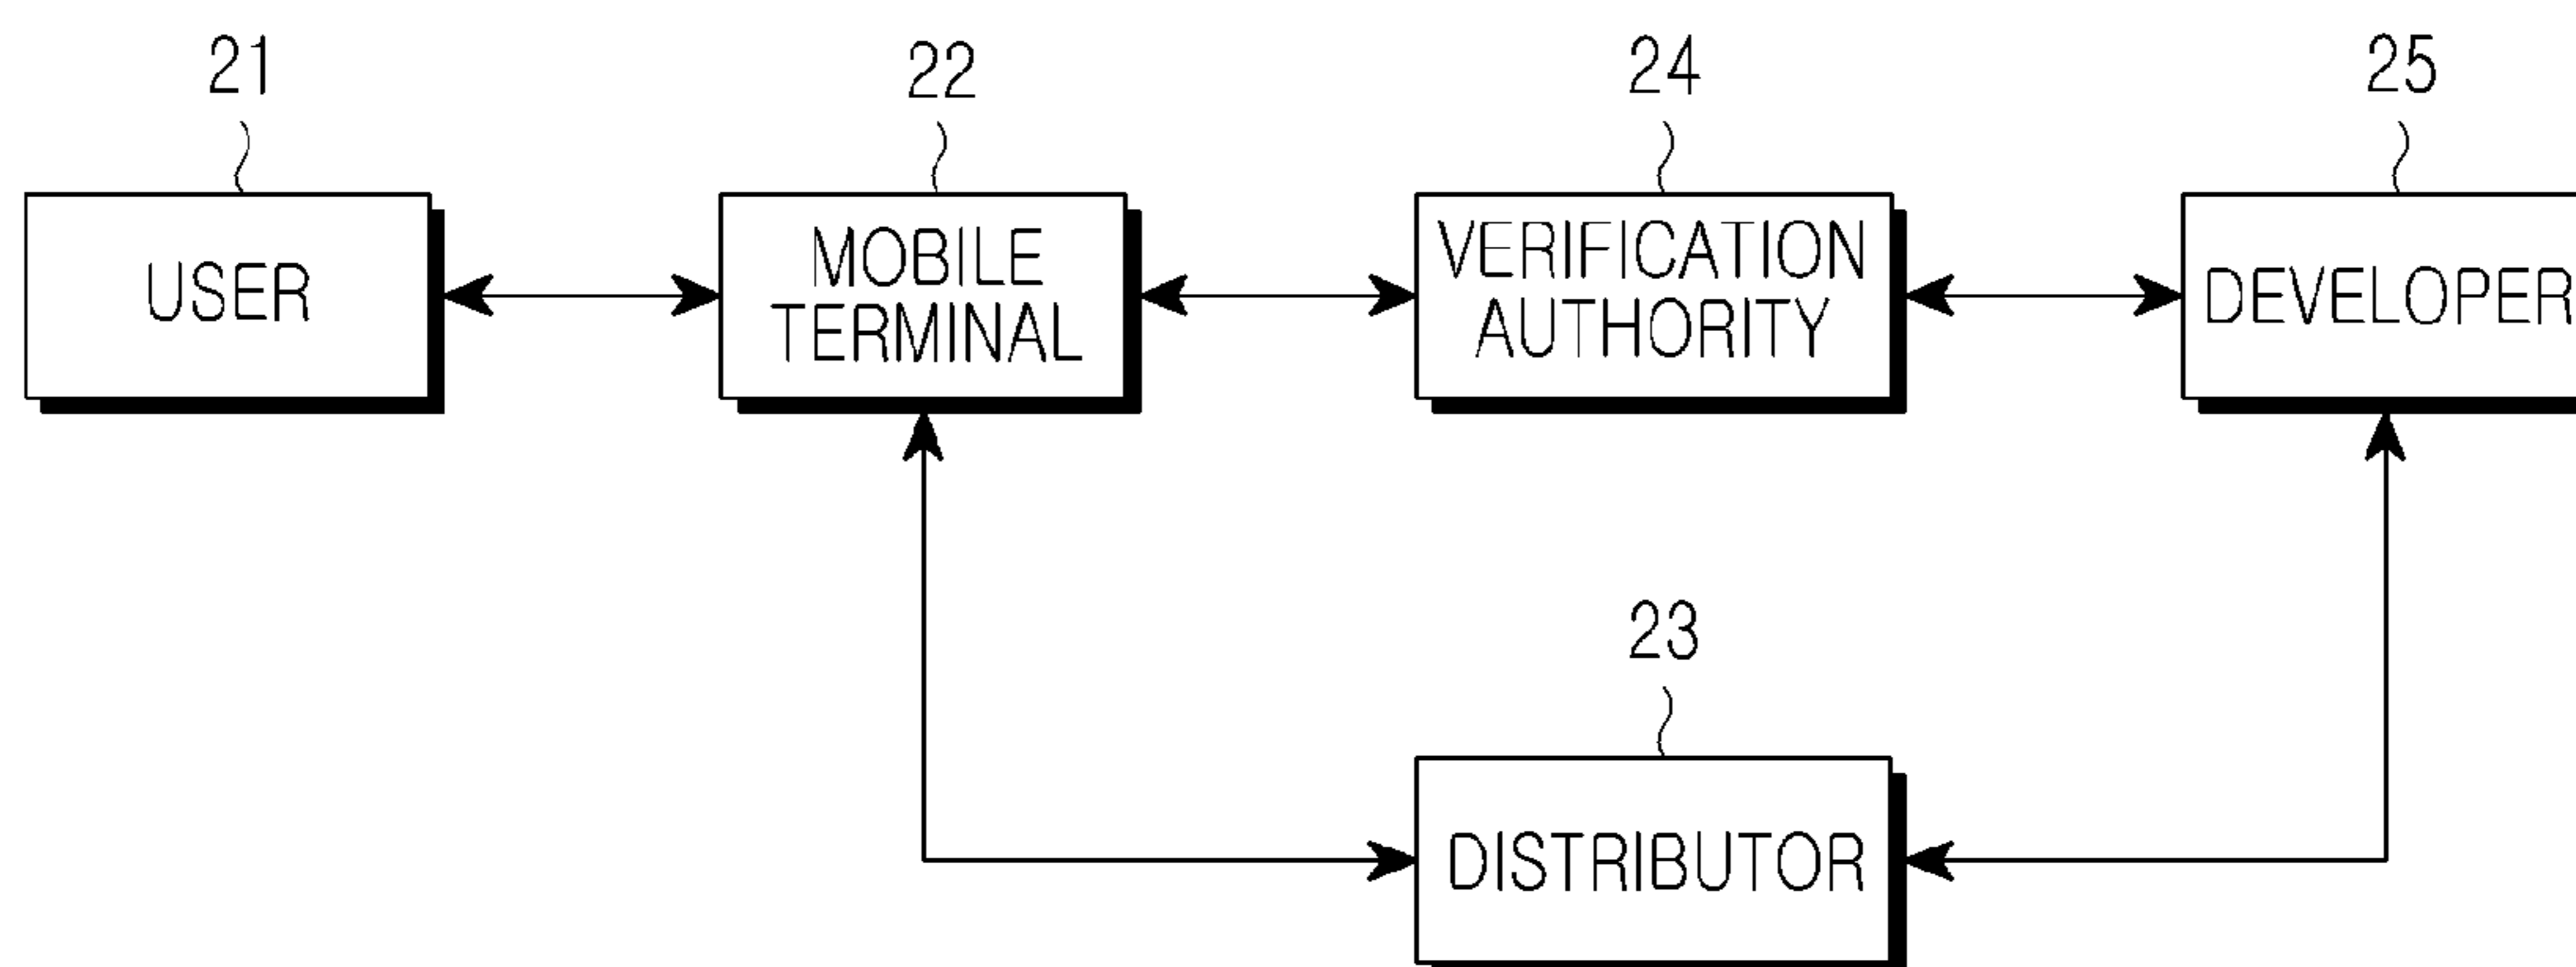 21
22
24
25
USER
MOBILE
TERMINAL
VERIFICATION
AUTHORITY
DEVELOPER
23
DISTRIBUTOR